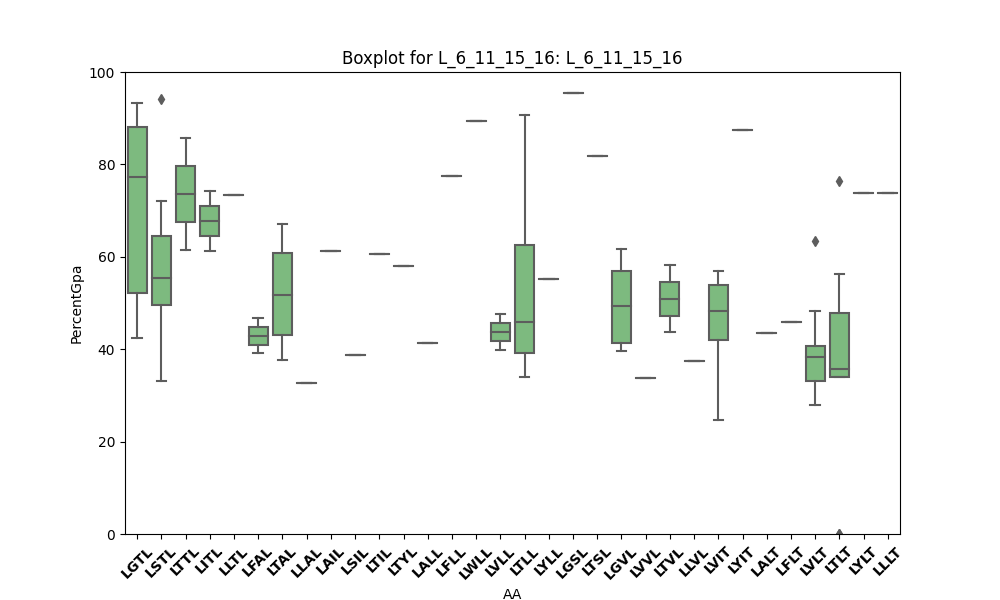 Boxplot for L_6_11_15_16: L_6_11_15_16
100
80
60
40
20
0
PercentGpa
LGTL LSTL LTTL LITL LLTL LFAL LTAL LLAL LAIL LSIL LTIL LTYL LALL LFLL LWLL LVLL LTLL LYLL LGSL LTSL LGVL LVVL LTVL LLVL LVIT LYIT LALT LFLT LVLT LTLT LYLT LLLT
AA